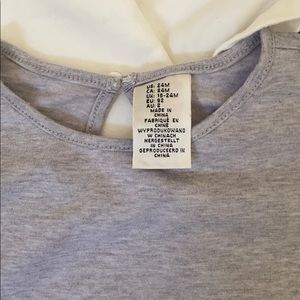 US: 24M
CA: 24M
UK: 18-24M
EU: 92
AU: 2
MADE IN
CHINA
FABRIQUÉ EN
CHINE
WYPRODUKOWANO
W CHINACH
HERGESTELLT
IN CHINA
GEPRODUCEERD IN
CHINA